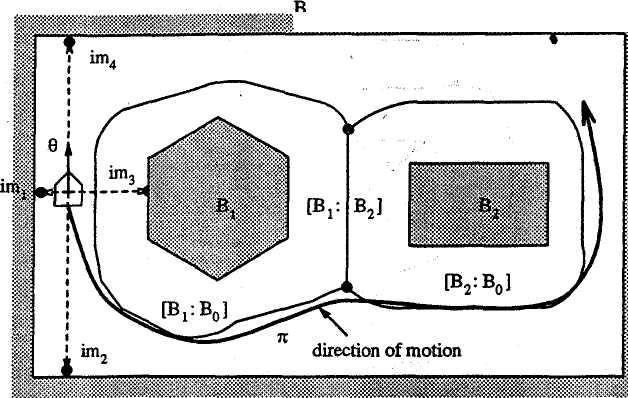 B
im4
θ
im3
im1
B1
[B1: B2]
B2
[B2: B0]
[B1: B0]
π
im2
direction of motion